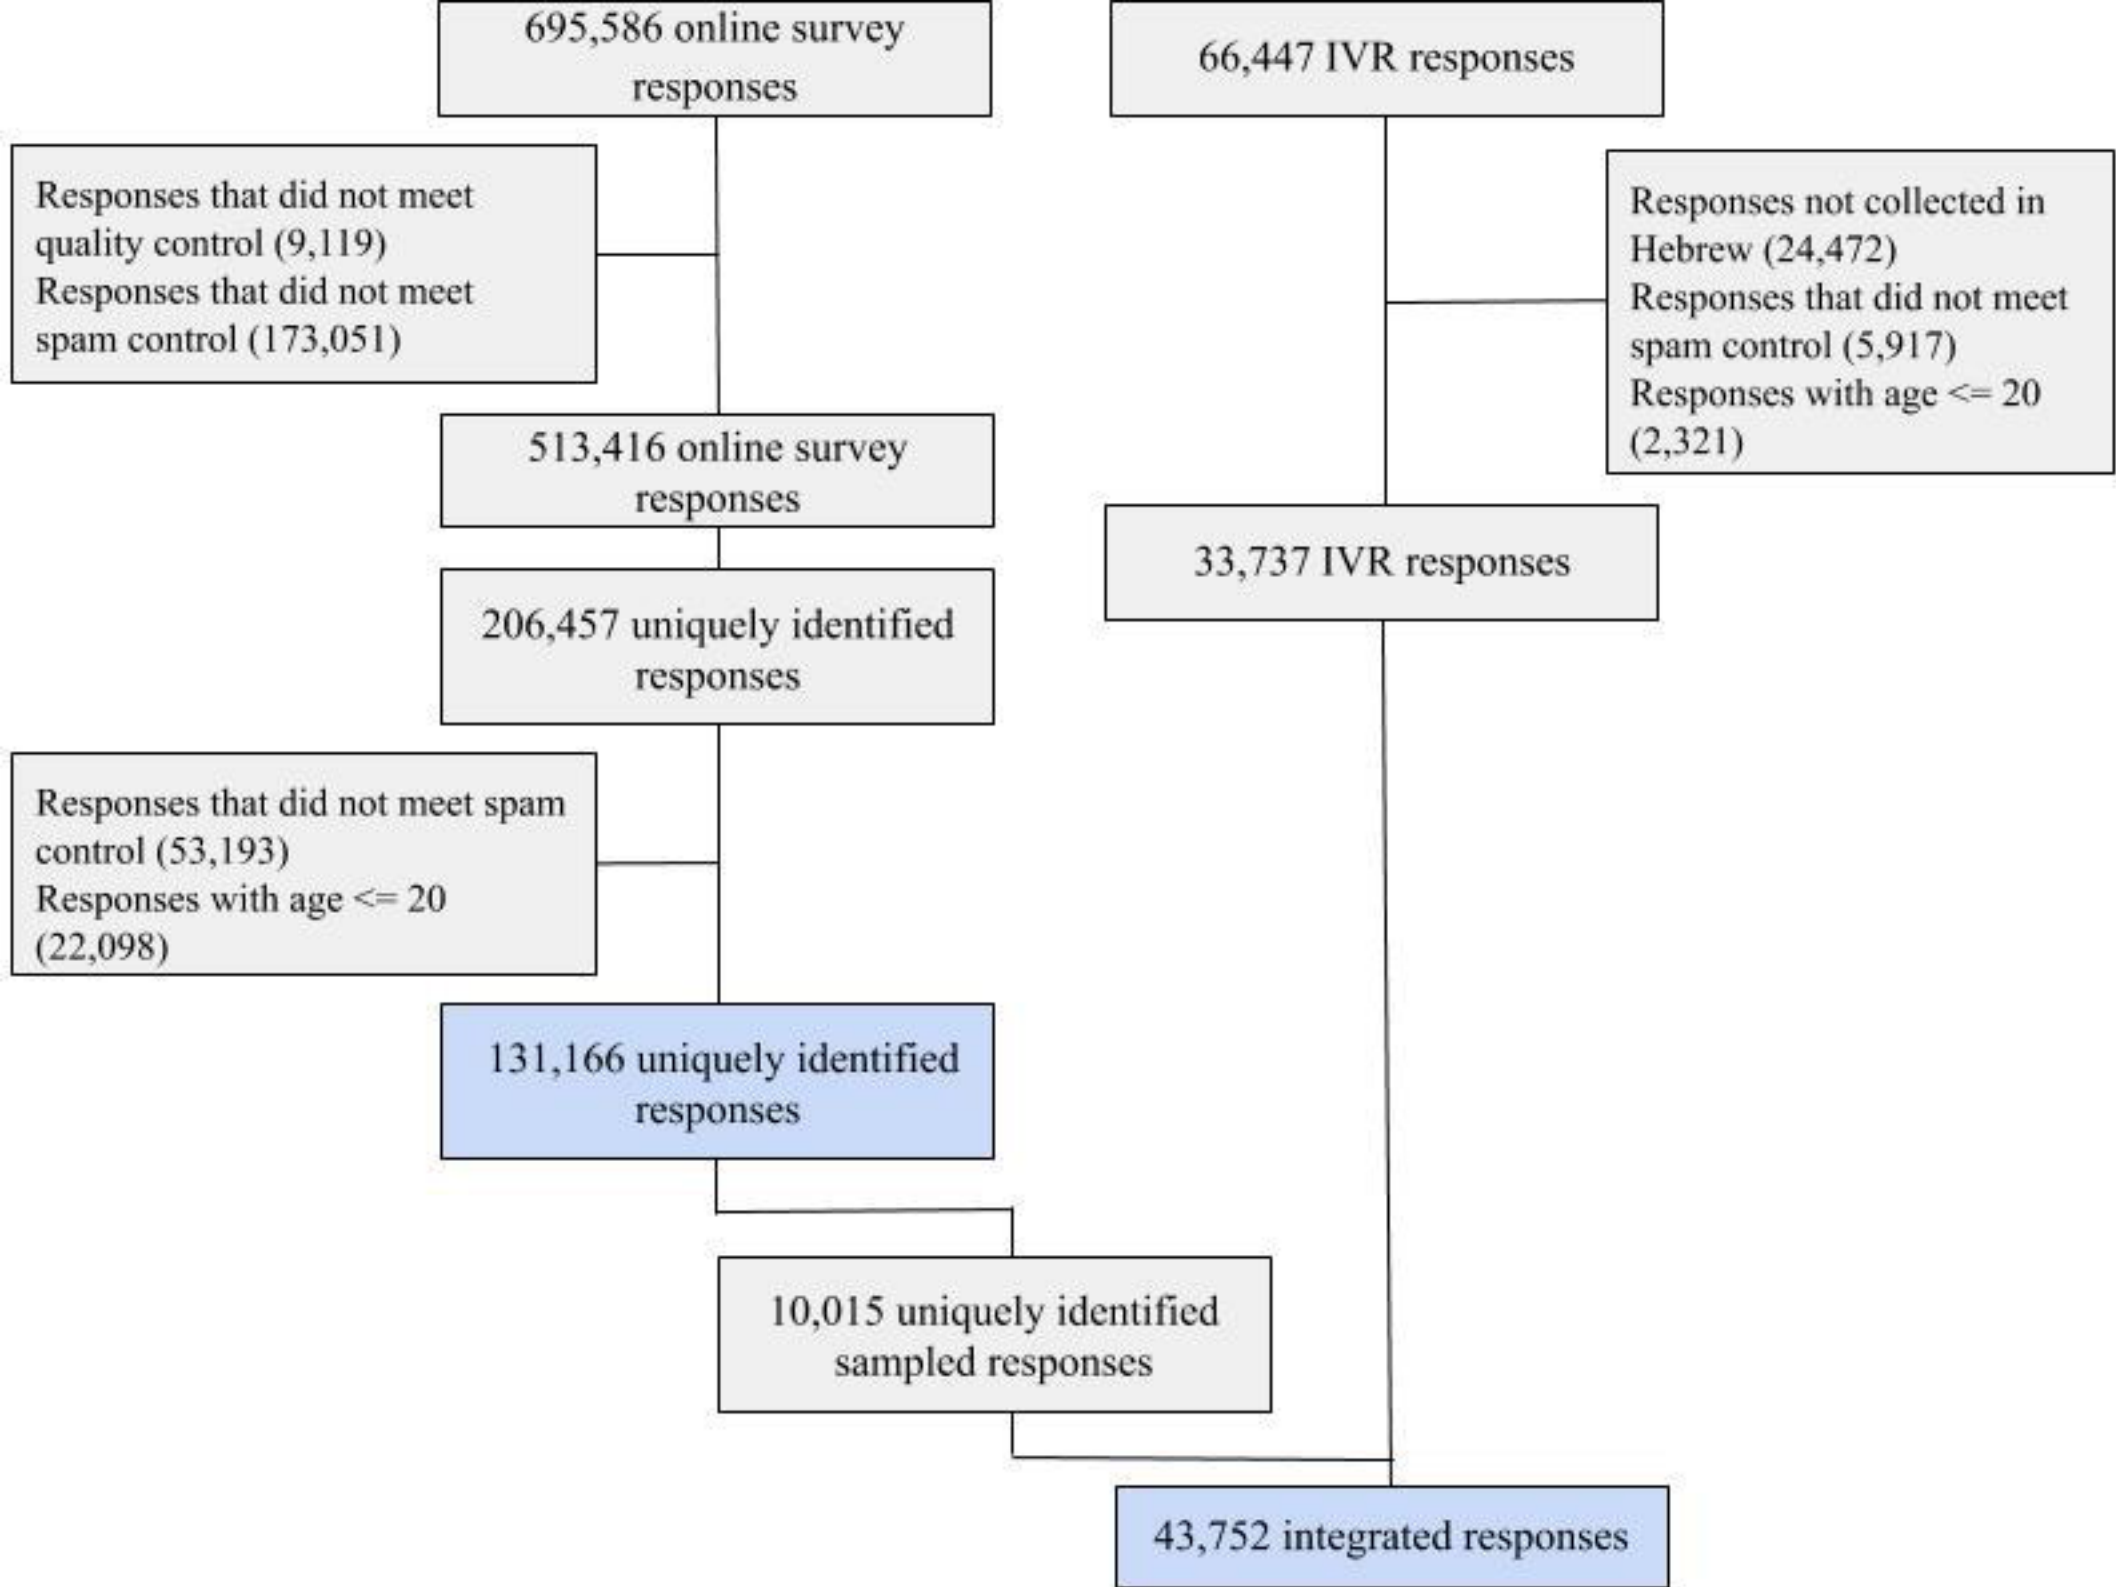 695,586 online survey
responses
66,447 IVR responses
Responses that did not meet
quality control (9,119)
Responses that did not meet
spam control (173,051)
Responses not collected in
Hebrew (24,472)
Responses that did not meet
spam control (5,917)
Responses with age <= 20
(2,321)
513,416 online survey
responses
33,737 IVR responses
206,457 uniquely identified
responses
Responses that did not meet spam
control (53,193)
Responses with age <= 20
(22,098)
131,166 uniquely identified
responses
10,015 uniquely identified
sampled responses
43,752 integrated responses